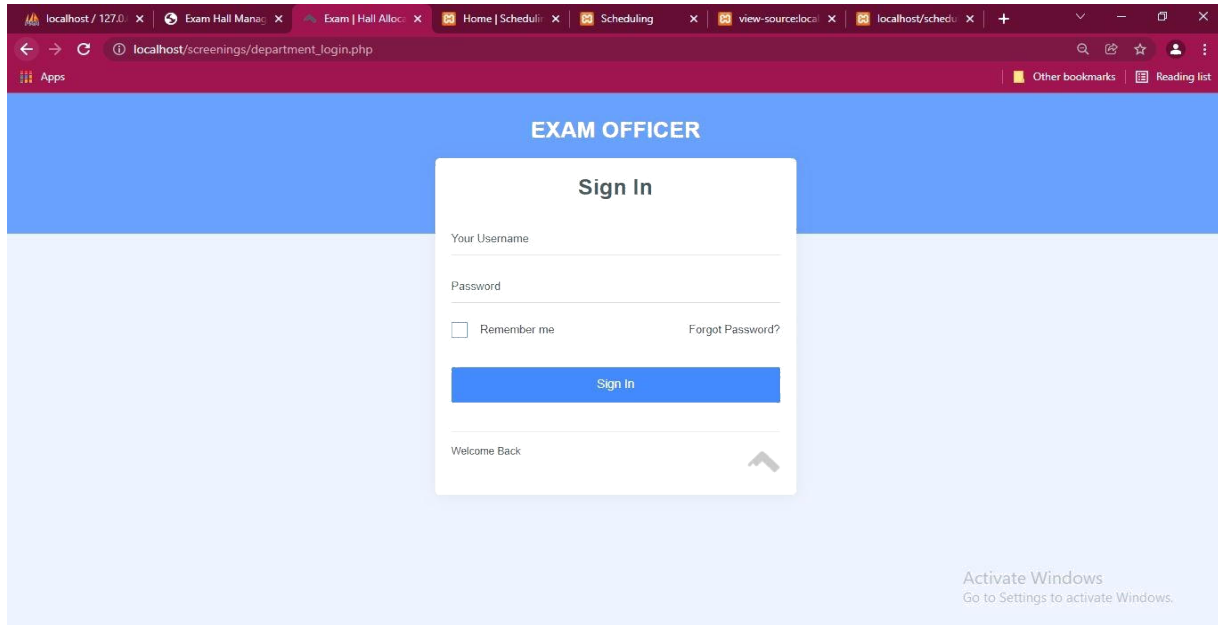 localhost / 127.0. Exam Hall Manag Exam | Hall Alloca Home | Schedulin Scheduling view-source:local localhost/schedu
localhost/screenings/department_login.php
Apps Other bookmarks Reading list
EXAM OFFICER
Sign In
Your Username
Password
Remember me Forgot Password?
Sign In
Welcome Back
Activate Windows
Go to Settings to activate Windows.